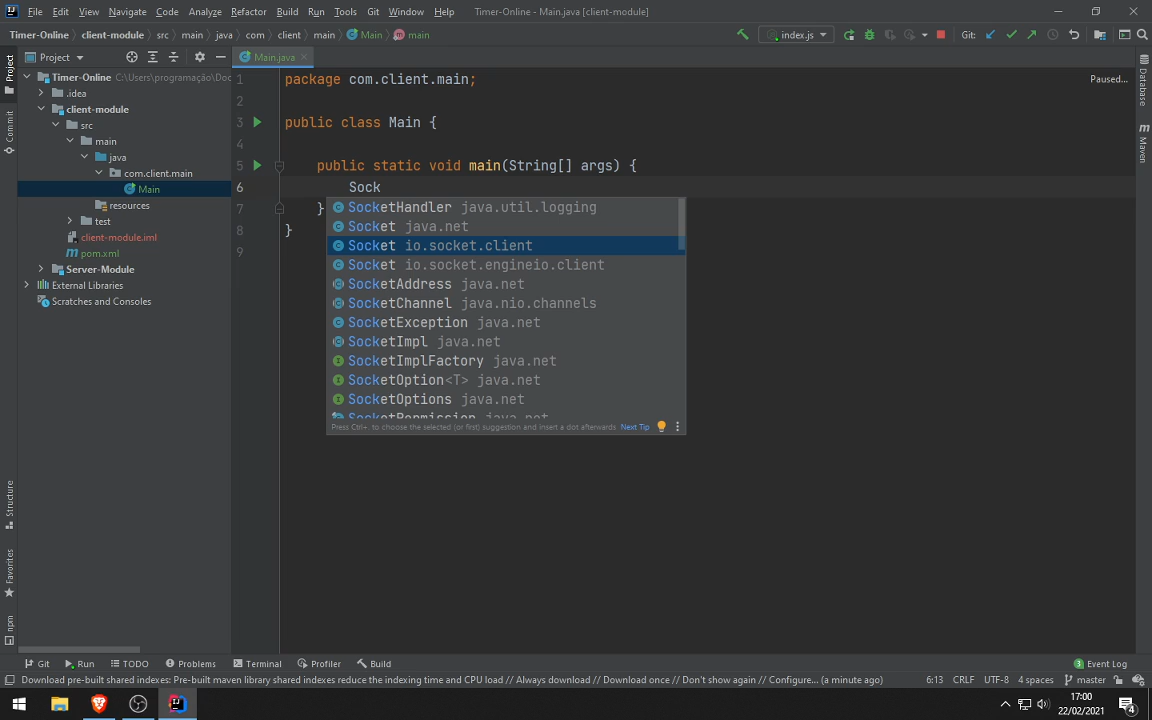 File Edit View Navigate Code Analyze Refactor Build Run Tools Git Window Help Timer-Online - Main.java [client-module]
Timer-Online client-module src main java com client main Main main index.js Git:
Project
Main.java
Timer-Online C:\Users\programação\Doc
.idea
client-module
src
main
java
com.client.main
Main
resources
test
client-module.iml
pom.xml
Server-Module
External Libraries
Scratches and Consoles
Project
Commit
Structure
Favorites
npm
1 package com.client.main;
2
3 public class Main {
4
5 public static void main(String[] args) {
6 Sock
7 }
8 }
9
SocketHandler java.util.logging
Socket java.net
Socket io.socket.client
Socket io.socket.engineio.client
SocketAddress java.net
SocketChannel java.nio.channels
SocketException java.net
SocketImpl java.net
SocketImplFactory java.net
SocketOption<T> java.net
SocketOptions java.net
SocketPermission java.net
Press Ctrl+. to choose the selected (or first) suggestion and insert a dot afterwards Next Tip
Paused...
Database
Maven
Git Run TODO Problems Terminal Profiler Build 3 Event Log
Download pre-built shared indexes: Pre-built maven library shared indexes reduce the indexing time and CPU load // Always download // Download once // Don't show again // Configure... (a minute ago) 6:13 CRLF UTF-8 4 spaces master
17:00
22/02/2021
4